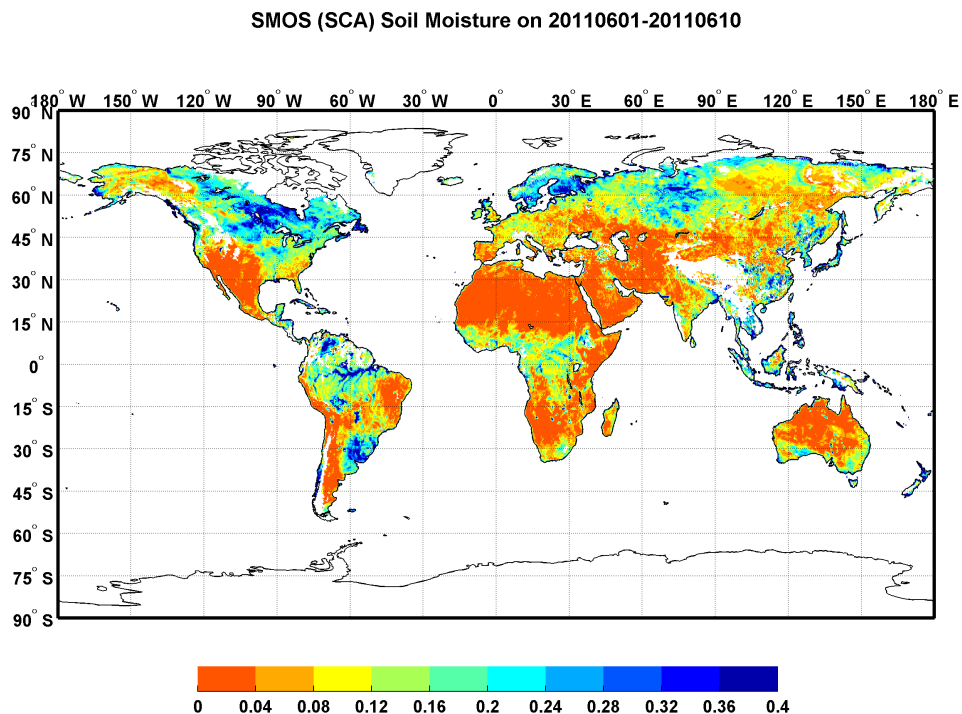 SMOS (SCA) Soil Moisture on 20110601-20110610
180° W 150° W 120° W 90° W 60° W 30° W 0° 30° E 60° E 90° E 120° E 150° E 180° E
90° N
75° N
60° N
45° N
30° N
15° N
0°
15° S
30° S
45° S
60° S
75° S
90° S
0 0.04 0.08 0.12 0.16 0.2 0.24 0.28 0.32 0.36 0.4